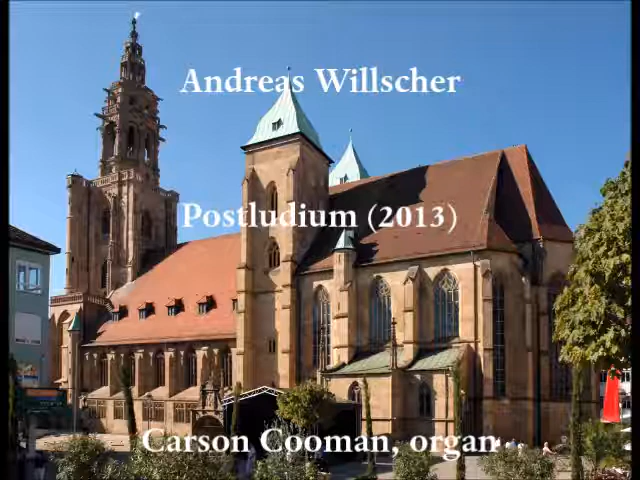 Andreas Willscher
Postludium (2013)
Carson Cooman, organ